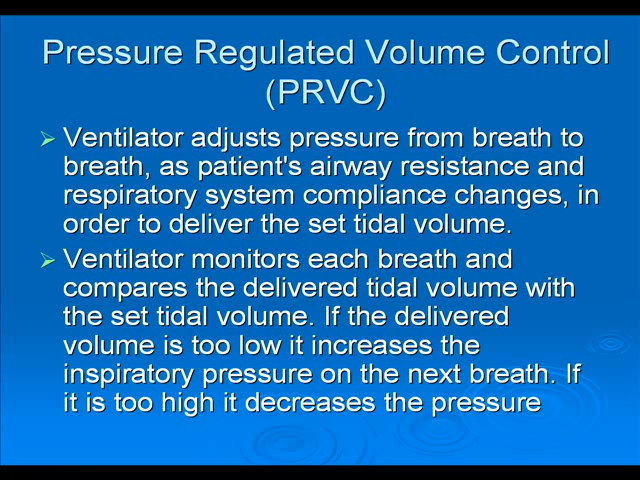 Pressure Regulated Volume Control
(PRVC)
Ventilator adjusts pressure from breath to
breath, as patient's airway resistance and
respiratory system compliance changes, in
order to deliver the set tidal volume.
Ventilator monitors each breath and
compares the delivered tidal volume with
the set tidal volume. If the delivered
volume is too low it increases the
inspiratory pressure on the next breath. If
it is too high it decreases the pressure